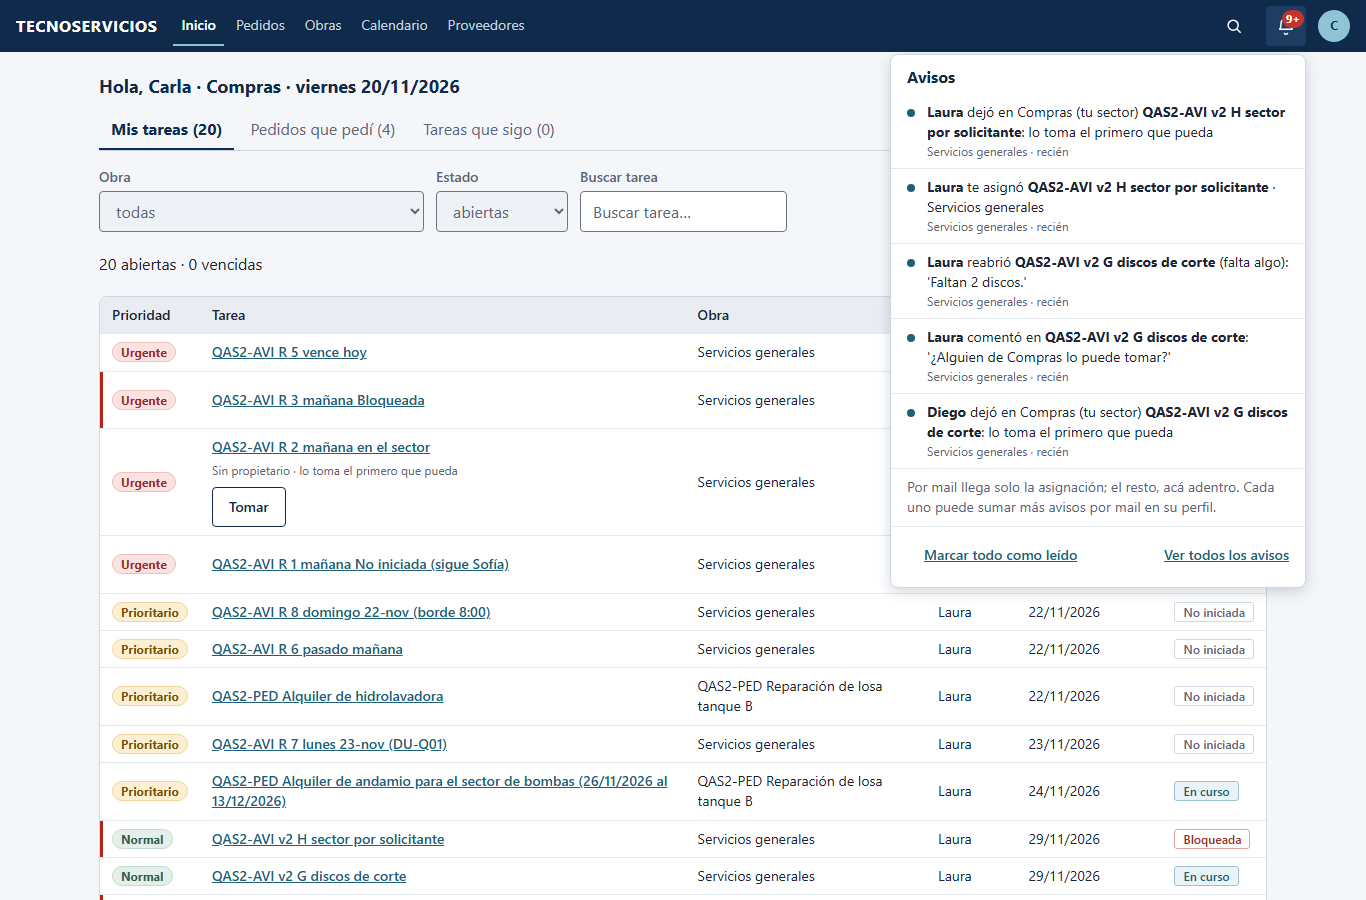 TECNOSERVICIOS
Inicio
Pedidos
Obras
Calendario
Proveedores
9+
C
Hola, Carla · Compras · viernes 20/11/2026
Mis tareas (20)
Pedidos que pedí (4)
Tareas que sigo (0)
Obra
Estado
Buscar tarea
todas
abiertas
Buscar tarea...
20 abiertas · 0 vencidas
Prioridad
Tarea
Obra
Urgente
QAS2-AVI R 5 vence hoy
Servicios generales
Urgente
QAS2-AVI R 3 mañana Bloqueada
Servicios generales
Urgente
QAS2-AVI R 2 mañana en el sector
Sin propietario · lo toma el primero que pueda
Tomar
Servicios generales
Urgente
QAS2-AVI R 1 mañana No iniciada (sigue Sofía)
Servicios generales
Prioritario
QAS2-AVI R 8 domingo 22-nov (borde 8:00)
Servicios generales
Laura
22/11/2026
No iniciada
Prioritario
QAS2-AVI R 6 pasado mañana
Servicios generales
Laura
22/11/2026
No iniciada
Prioritario
QAS2-PED Alquiler de hidrolavadora
QAS2-PED Reparación de losa
tanque B
Laura
22/11/2026
No iniciada
Prioritario
QAS2-AVI R 7 lunes 23-nov (DU-Q01)
Servicios generales
Laura
23/11/2026
No iniciada
Prioritario
QAS2-PED Alquiler de andamio para el sector de bombas (26/11/2026 al
13/12/2026)
QAS2-PED Reparación de losa
tanque B
Laura
24/11/2026
En curso
Normal
QAS2-AVI v2 H sector por solicitante
Servicios generales
Laura
29/11/2026
Bloqueada
Normal
QAS2-AVI v2 G discos de corte
Servicios generales
Laura
29/11/2026
En curso
Avisos
Laura dejó en Compras (tu sector) QAS2-AVI v2 H sector
por solicitante: lo toma el primero que pueda
Servicios generales · recién
Laura te asignó QAS2-AVI v2 H sector por solicitante ·
Servicios generales
Servicios generales · recién
Laura reabrió QAS2-AVI v2 G discos de corte (falta algo):
'Faltan 2 discos.'
Servicios generales · recién
Laura comentó en QAS2-AVI v2 G discos de corte:
'¿Alguien de Compras lo puede tomar?'
Servicios generales · recién
Diego dejó en Compras (tu sector) QAS2-AVI v2 G discos
de corte: lo toma el primero que pueda
Servicios generales · recién
Por mail llega solo la asignación; el resto, acá adentro. Cada
uno puede sumar más avisos por mail en su perfil.
Marcar todo como leído
Ver todos los avisos